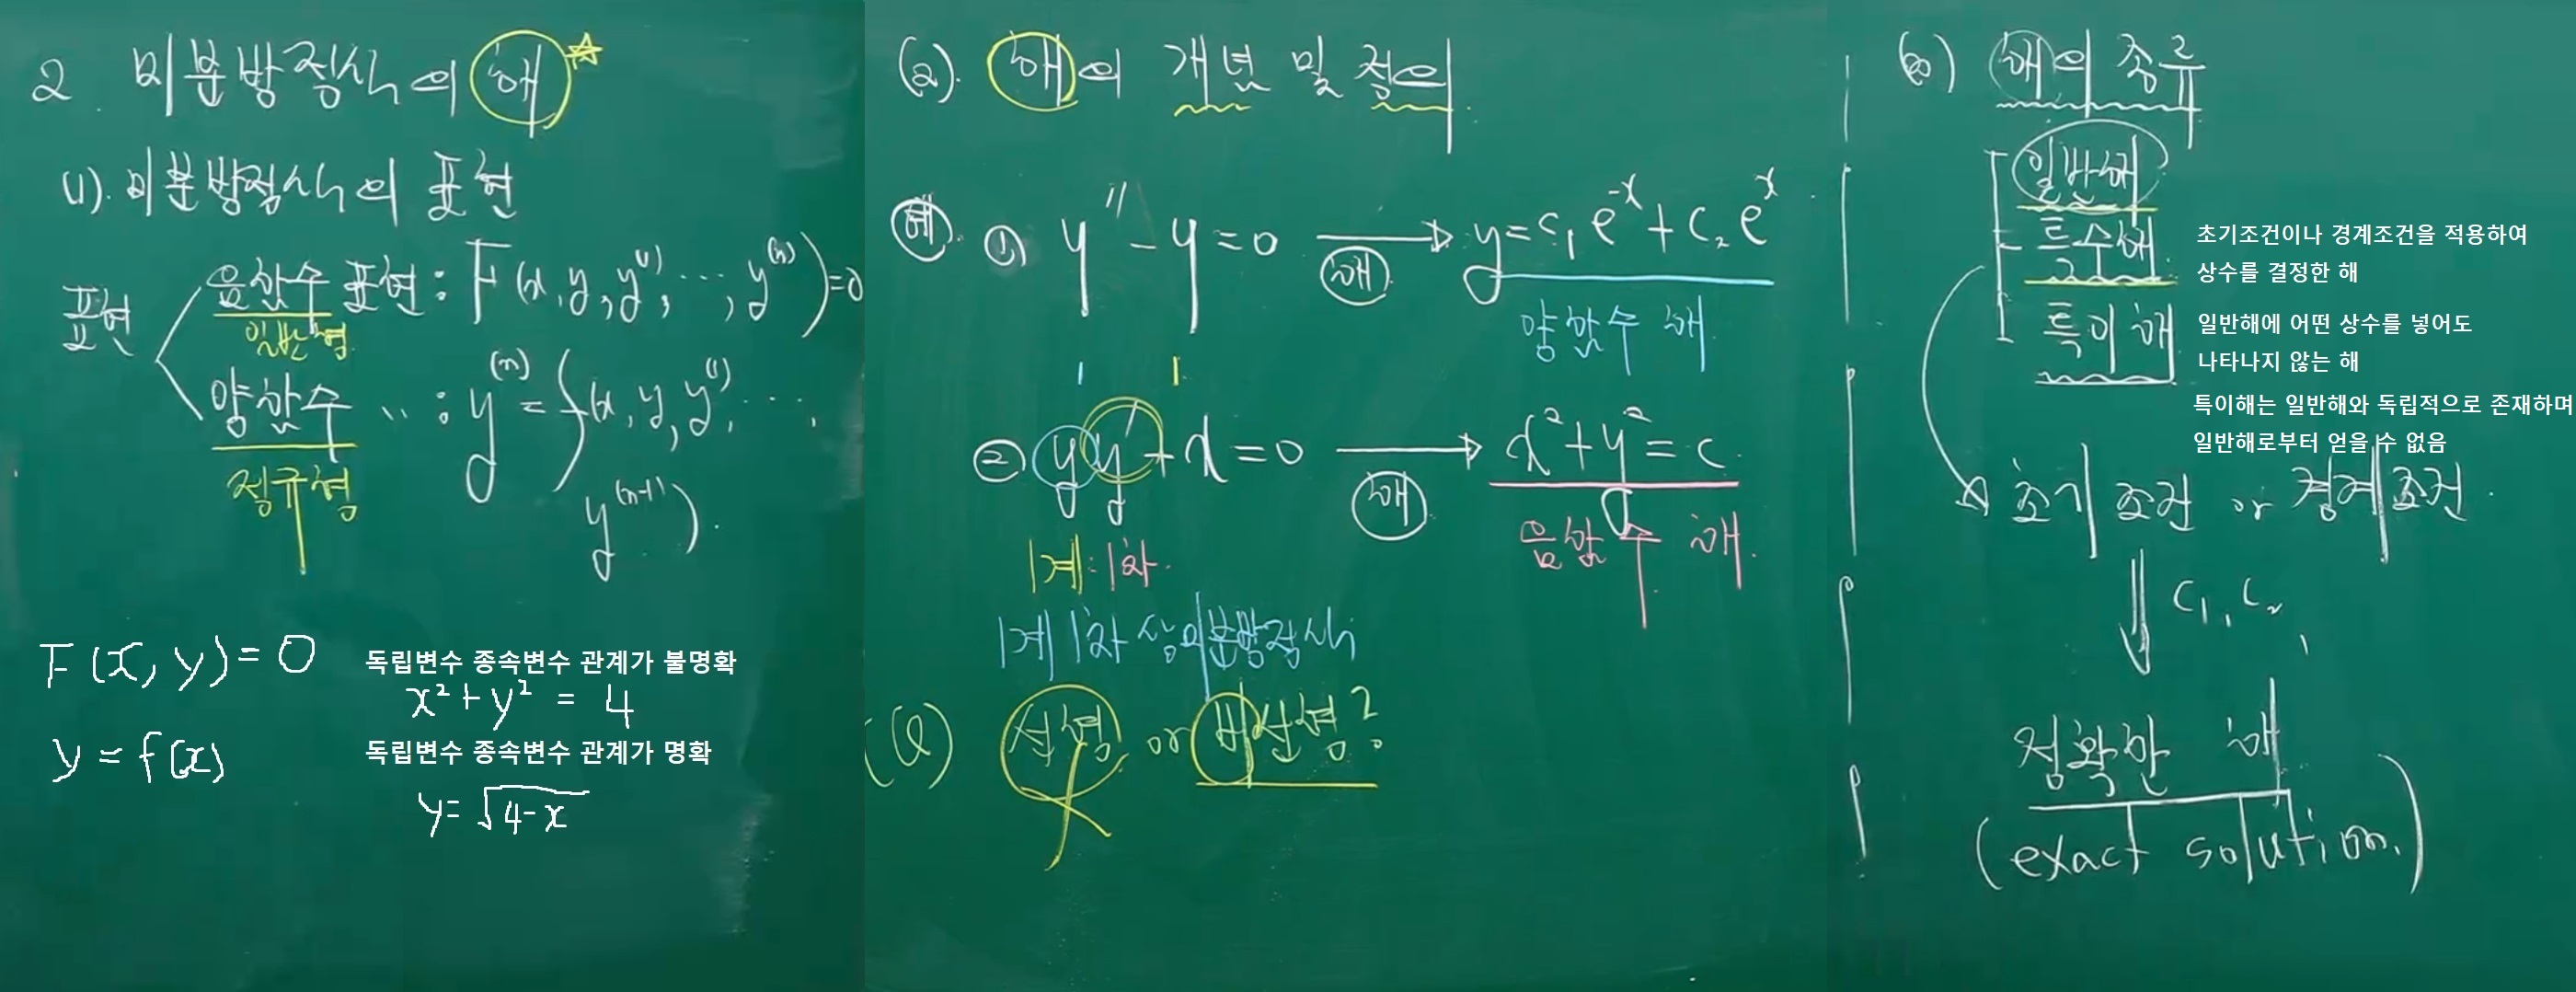 2. 미분방정식의 해
(1). 미분방정식의 표현
표현
음함수 표현 : F(x, y, y⁽¹⁾, ⋯, y⁽ⁿ⁾)=0
일반형
양함수 〃 : y⁽ⁿ⁾ = f(x, y, y⁽¹⁾, ⋯,
정규형
y⁽ⁿ⁻¹⁾).
F(x, y) = 0
독립변수 종속변수 관계가 불명확
x² + y² = 4
y = f(x)
독립변수 종속변수 관계가 명확
y = √4-x
(2). 해의 개념 및 정의
예. ① y″ - y = 0 → 해 y = c₁e⁻ˣ + c₂eˣ
양함수 해
1 1
② yy′ + x = 0 → 해 x² + y² = c.
음함수 해.
1계 : 1차.
1계 1차 상미분방정식
(Q) 선형 or 비선형?
(3) 해의 종류
일반해
특수해
초기조건이나 경계조건을 적용하여
상수를 결정한 해
특이해
일반해에 어떤 상수를 넣어도
나타나지 않는 해
특이해는 일반해와 독립적으로 존재하며
일반해로부터 얻을 수 없음
초기조건 or 경계조건.
c₁, c₂,
정확한 해
(exact solution.)